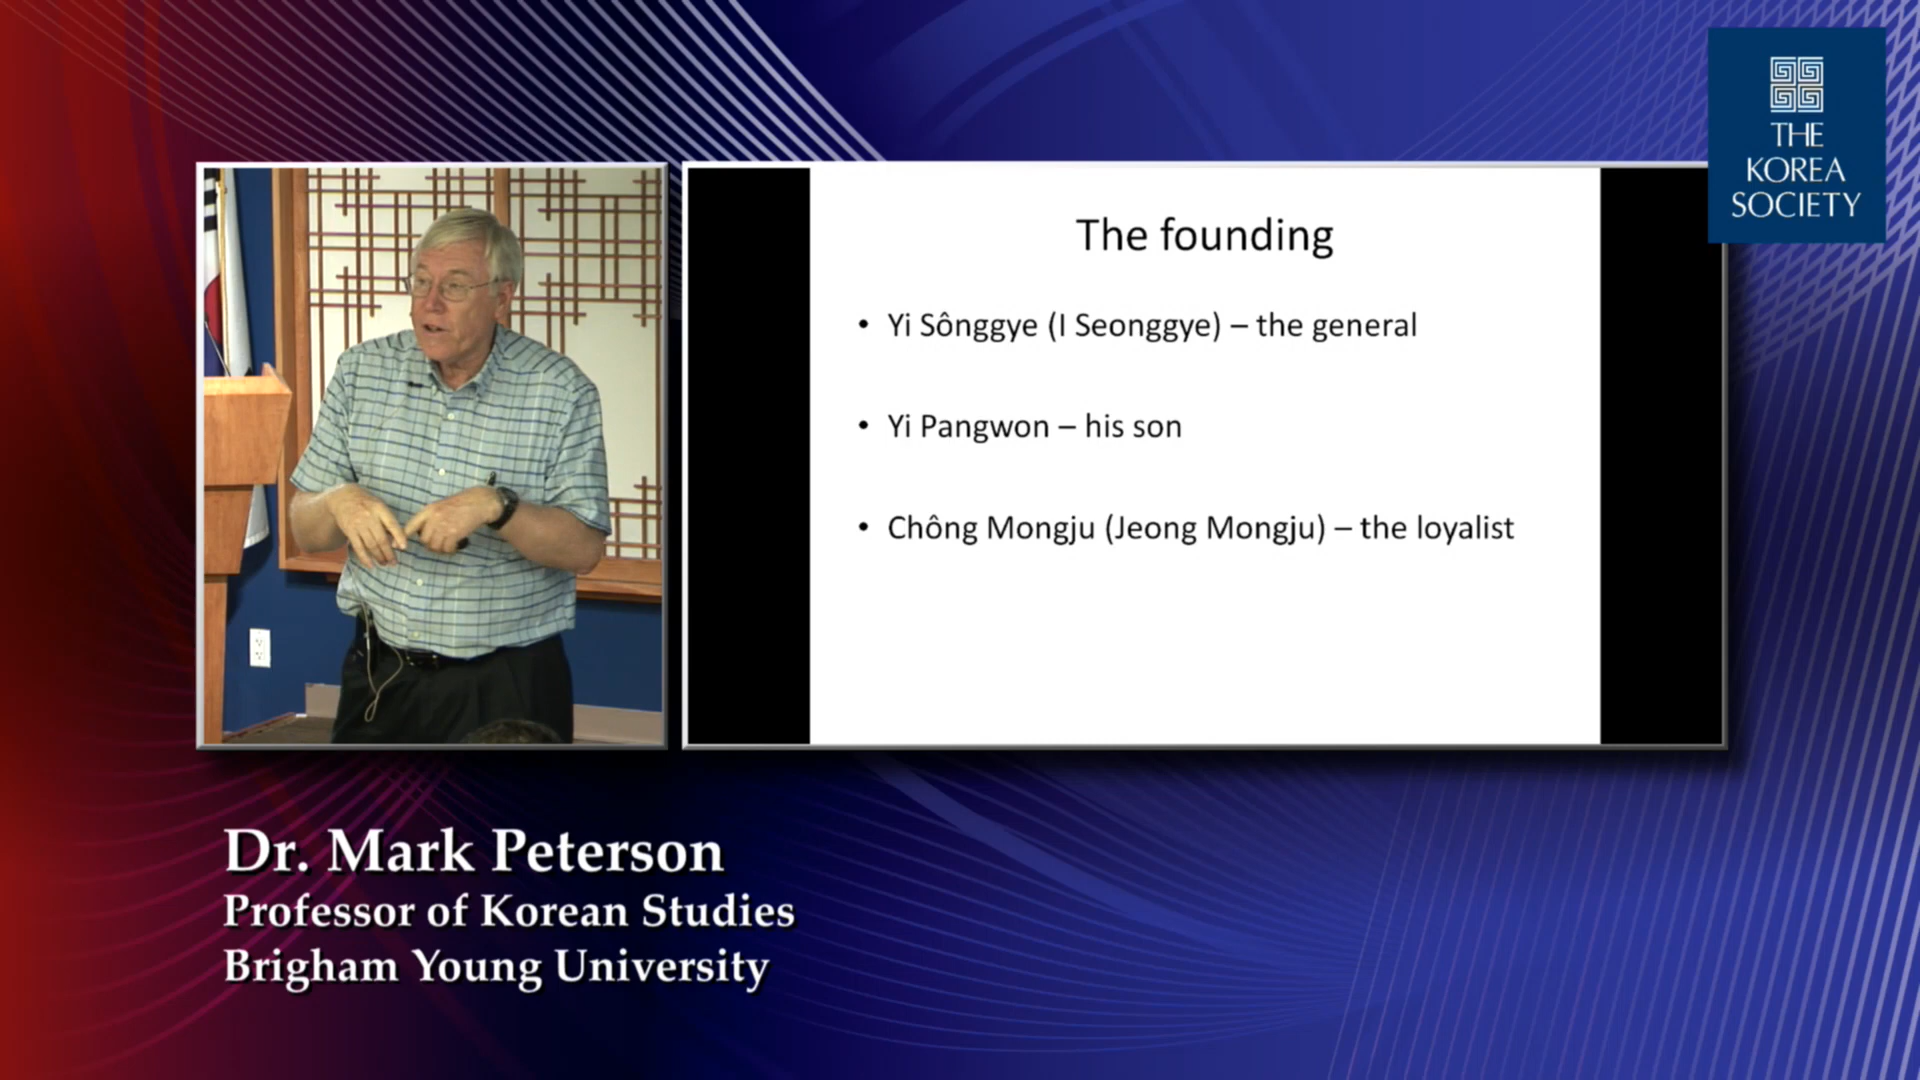 THE
KOREA
SOCIETY
The founding
• Yi Sônggye (I Seonggye) – the general
• Yi Pangwon – his son
• Chông Mongju (Jeong Mongju) – the loyalist
Dr. Mark Peterson
Professor of Korean Studies
Brigham Young University